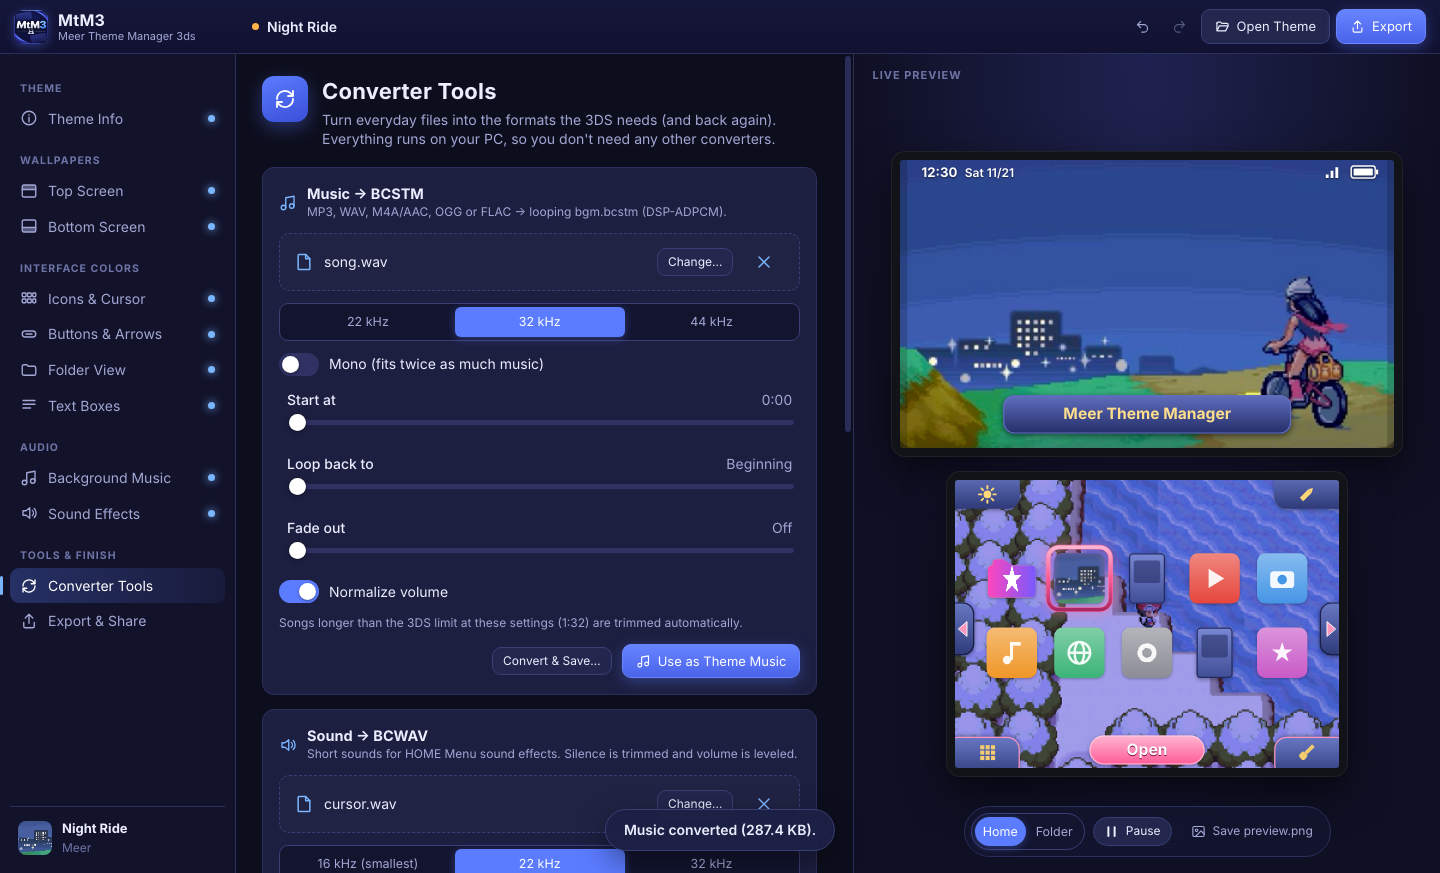 MtM3
MtM3
Meer Theme Manager 3ds
Night Ride
Open Theme
Export
THEME
Theme Info
WALLPAPERS
Top Screen
Bottom Screen
INTERFACE COLORS
Icons & Cursor
Buttons & Arrows
Folder View
Text Boxes
AUDIO
Background Music
Sound Effects
TOOLS & FINISH
Converter Tools
Export & Share
Night Ride
Meer
Converter Tools
Turn everyday files into the formats the 3DS needs (and back again).
Everything runs on your PC, so you don't need any other converters.
Music → BCSTM
MP3, WAV, M4A/AAC, OGG or FLAC → looping bgm.bcstm (DSP-ADPCM).
song.wav
Change...
22 kHz
32 kHz
44 kHz
Mono (fits twice as much music)
Start at
0:00
Loop back to
Beginning
Fade out
Off
Normalize volume
Songs longer than the 3DS limit at these settings (1:32) are trimmed automatically.
Convert & Save...
Use as Theme Music
Sound → BCWAV
Short sounds for HOME Menu sound effects. Silence is trimmed and volume is leveled.
cursor.wav
Change...
Music converted (287.4 KB).
16 kHz (smallest)
22 kHz
32 kHz
LIVE PREVIEW
12:30 Sat 11/21
Meer Theme Manager
Open
Home
Folder
Pause
Save preview.png